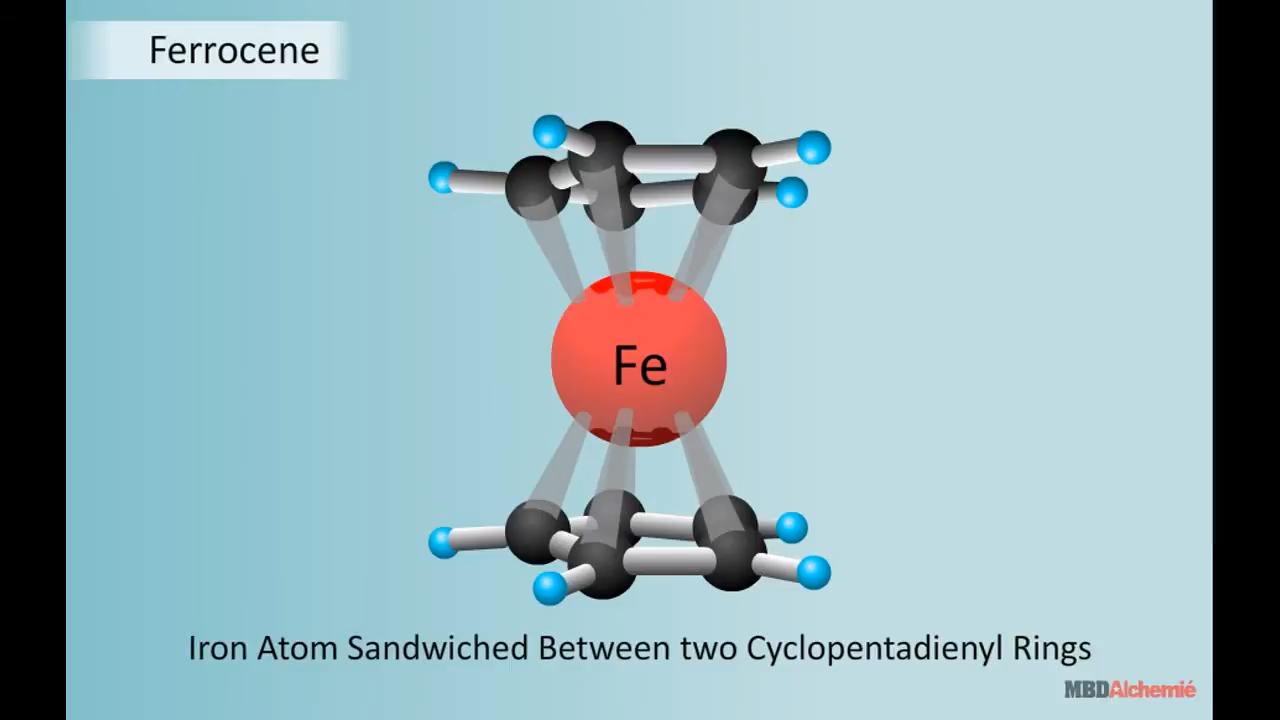 Ferrocene
Fe
Iron Atom Sandwiched Between two Cyclopentadienyl Rings
MBDAlchemié